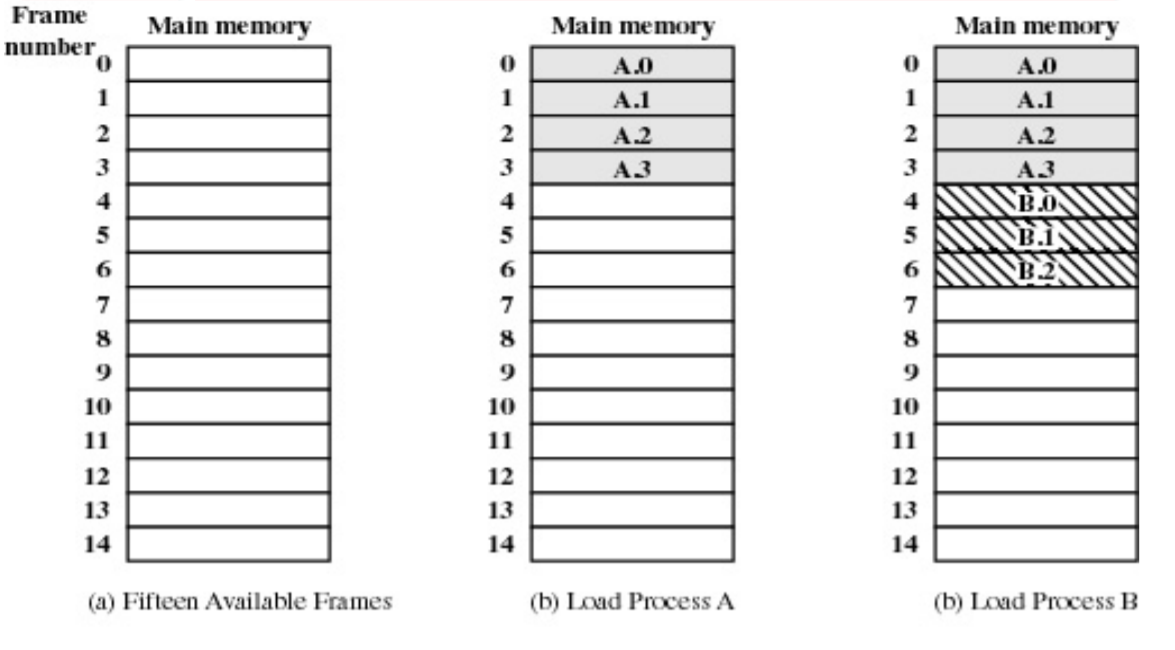 Frame
number
Main memory
0
1
2
3
4
5
6
7
8
9
10
11
12
13
14
(a) Fifteen Available Frames
Main memory
0 A.0
1 A.1
2 A.2
3 A.3
4
5
6
7
8
9
10
11
12
13
14
(b) Load Process A
Main memory
0 A.0
1 A.1
2 A.2
3 A.3
4 B.0
5 B.1
6 B.2
7
8
9
10
11
12
13
14
(b) Load Process B